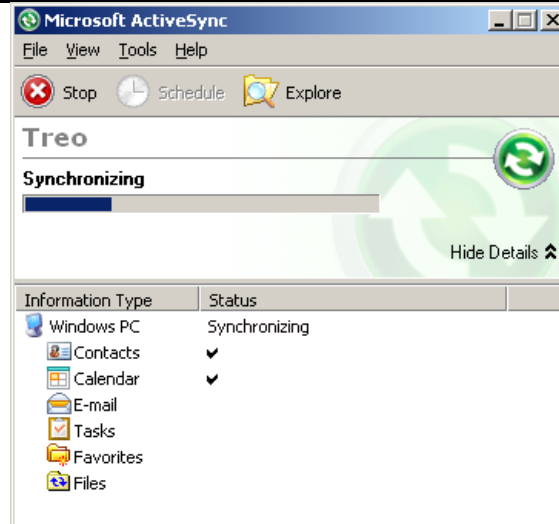 Microsoft ActiveSync
File View Tools Help
Stop Schedule Explore
Treo
Synchronizing
Hide Details
Information Type Status
Windows PC Synchronizing
Contacts
Calendar
E-mail
Tasks
Favorites
Files